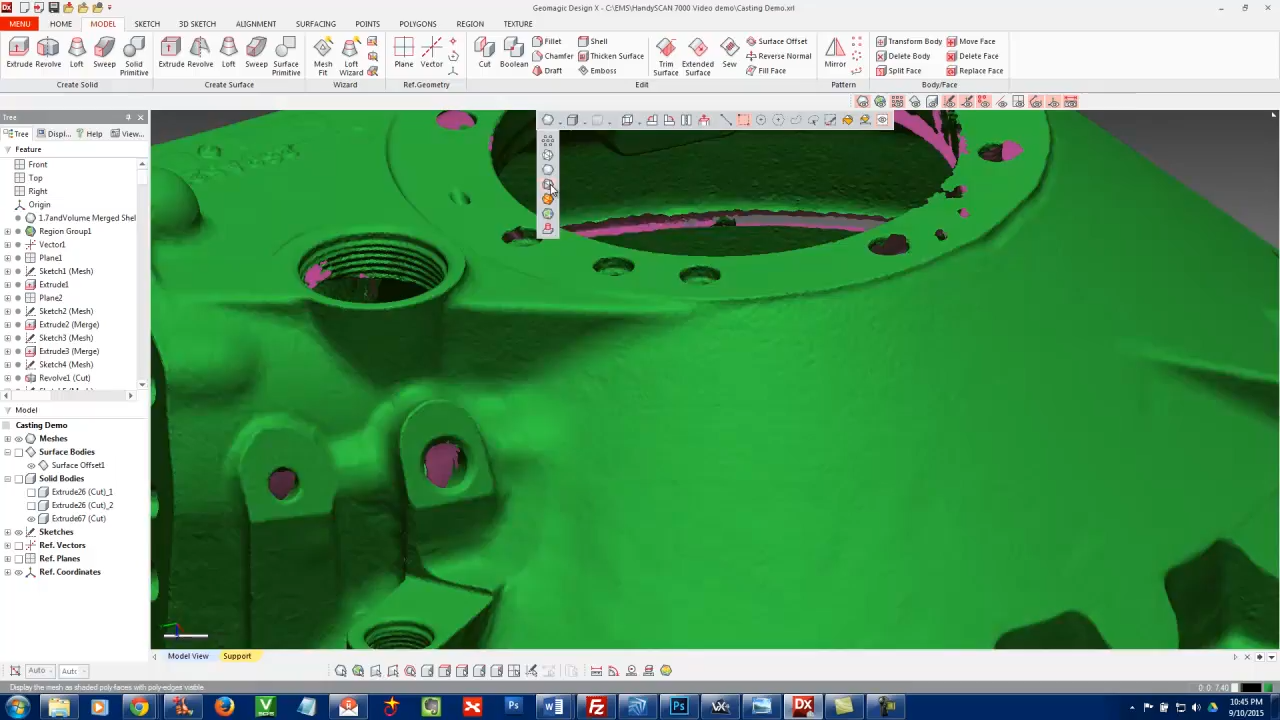 Geomagic Design X - C:\EMS\HandySCAN 7000 Video demo\Casting Demo.xrl
MENU HOME MODEL SKETCH 3D SKETCH ALIGNMENT SURFACING POINTS POLYGONS REGION TEXTURE
Fillet Shell Surface Offset Transform Body Move Face
Chamfer Thicken Surface Reverse Normal Delete Body Delete Face
Extrude Revolve Loft Sweep Solid Primitive Extrude Revolve Loft Sweep Surface Primitive Mesh Fit Loft Wizard Plane Vector Cut Boolean Draft Emboss Trim Surface Extended Surface Sew Fill Face Mirror Split Face Replace Face
Create Solid Create Surface Wizard Ref.Geometry Edit Pattern Body/Face
Tree
Tree Displ... Help View...
Feature
Front
Top
Right
Origin
1.7andVolume Merged Shel
Region Group1
Vector1
Plane1
Sketch1 (Mesh)
Extrude1
Plane2
Sketch2 (Mesh)
Extrude2 (Merge)
Sketch3 (Mesh)
Extrude3 (Merge)
Sketch4 (Mesh)
Revolve1 (Cut)
Model
Casting Demo
Meshes
Surface Bodies
Surface Offset1
Solid Bodies
Extrude26 (Cut)_1
Extrude26 (Cut)_2
Extrude67 (Cut)
Sketches
Ref. Vectors
Ref. Planes
Ref. Coordinates
Model View Support
Auto Auto
Display the mesh as shaded poly-faces with poly-edges visible.
0: 0: 7.40
10:45 PM
9/10/2015